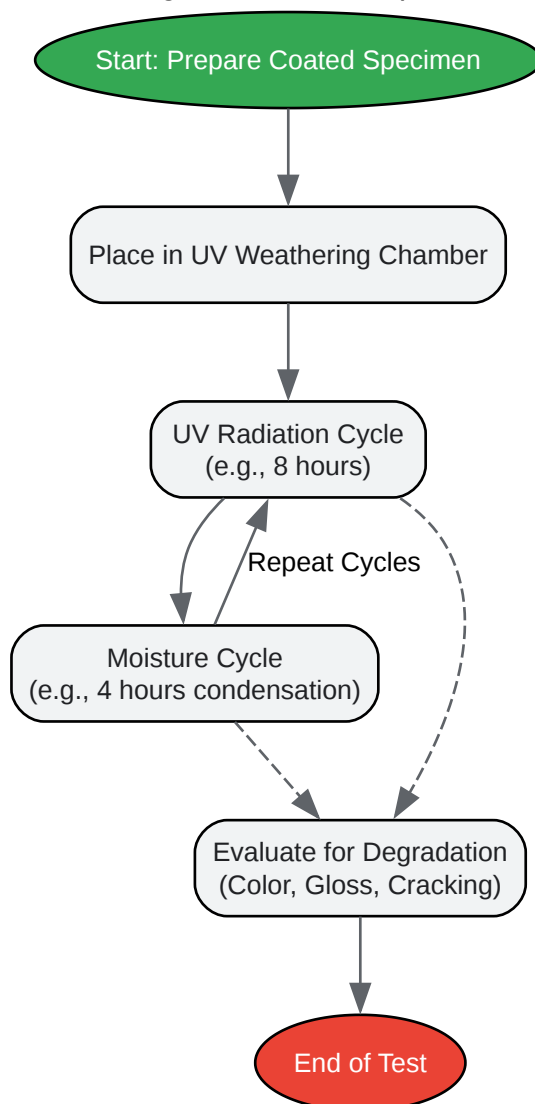 Start: Prepare Coated Specimen
Place in UV Weathering Chamber
UV Radiation Cycle
(e.g., 8 hours)
Repeat Cycles
Moisture Cycle
(e.g., 4 hours condensation)
Evaluate for Degradation
(Color, Gloss, Cracking)
End of Test